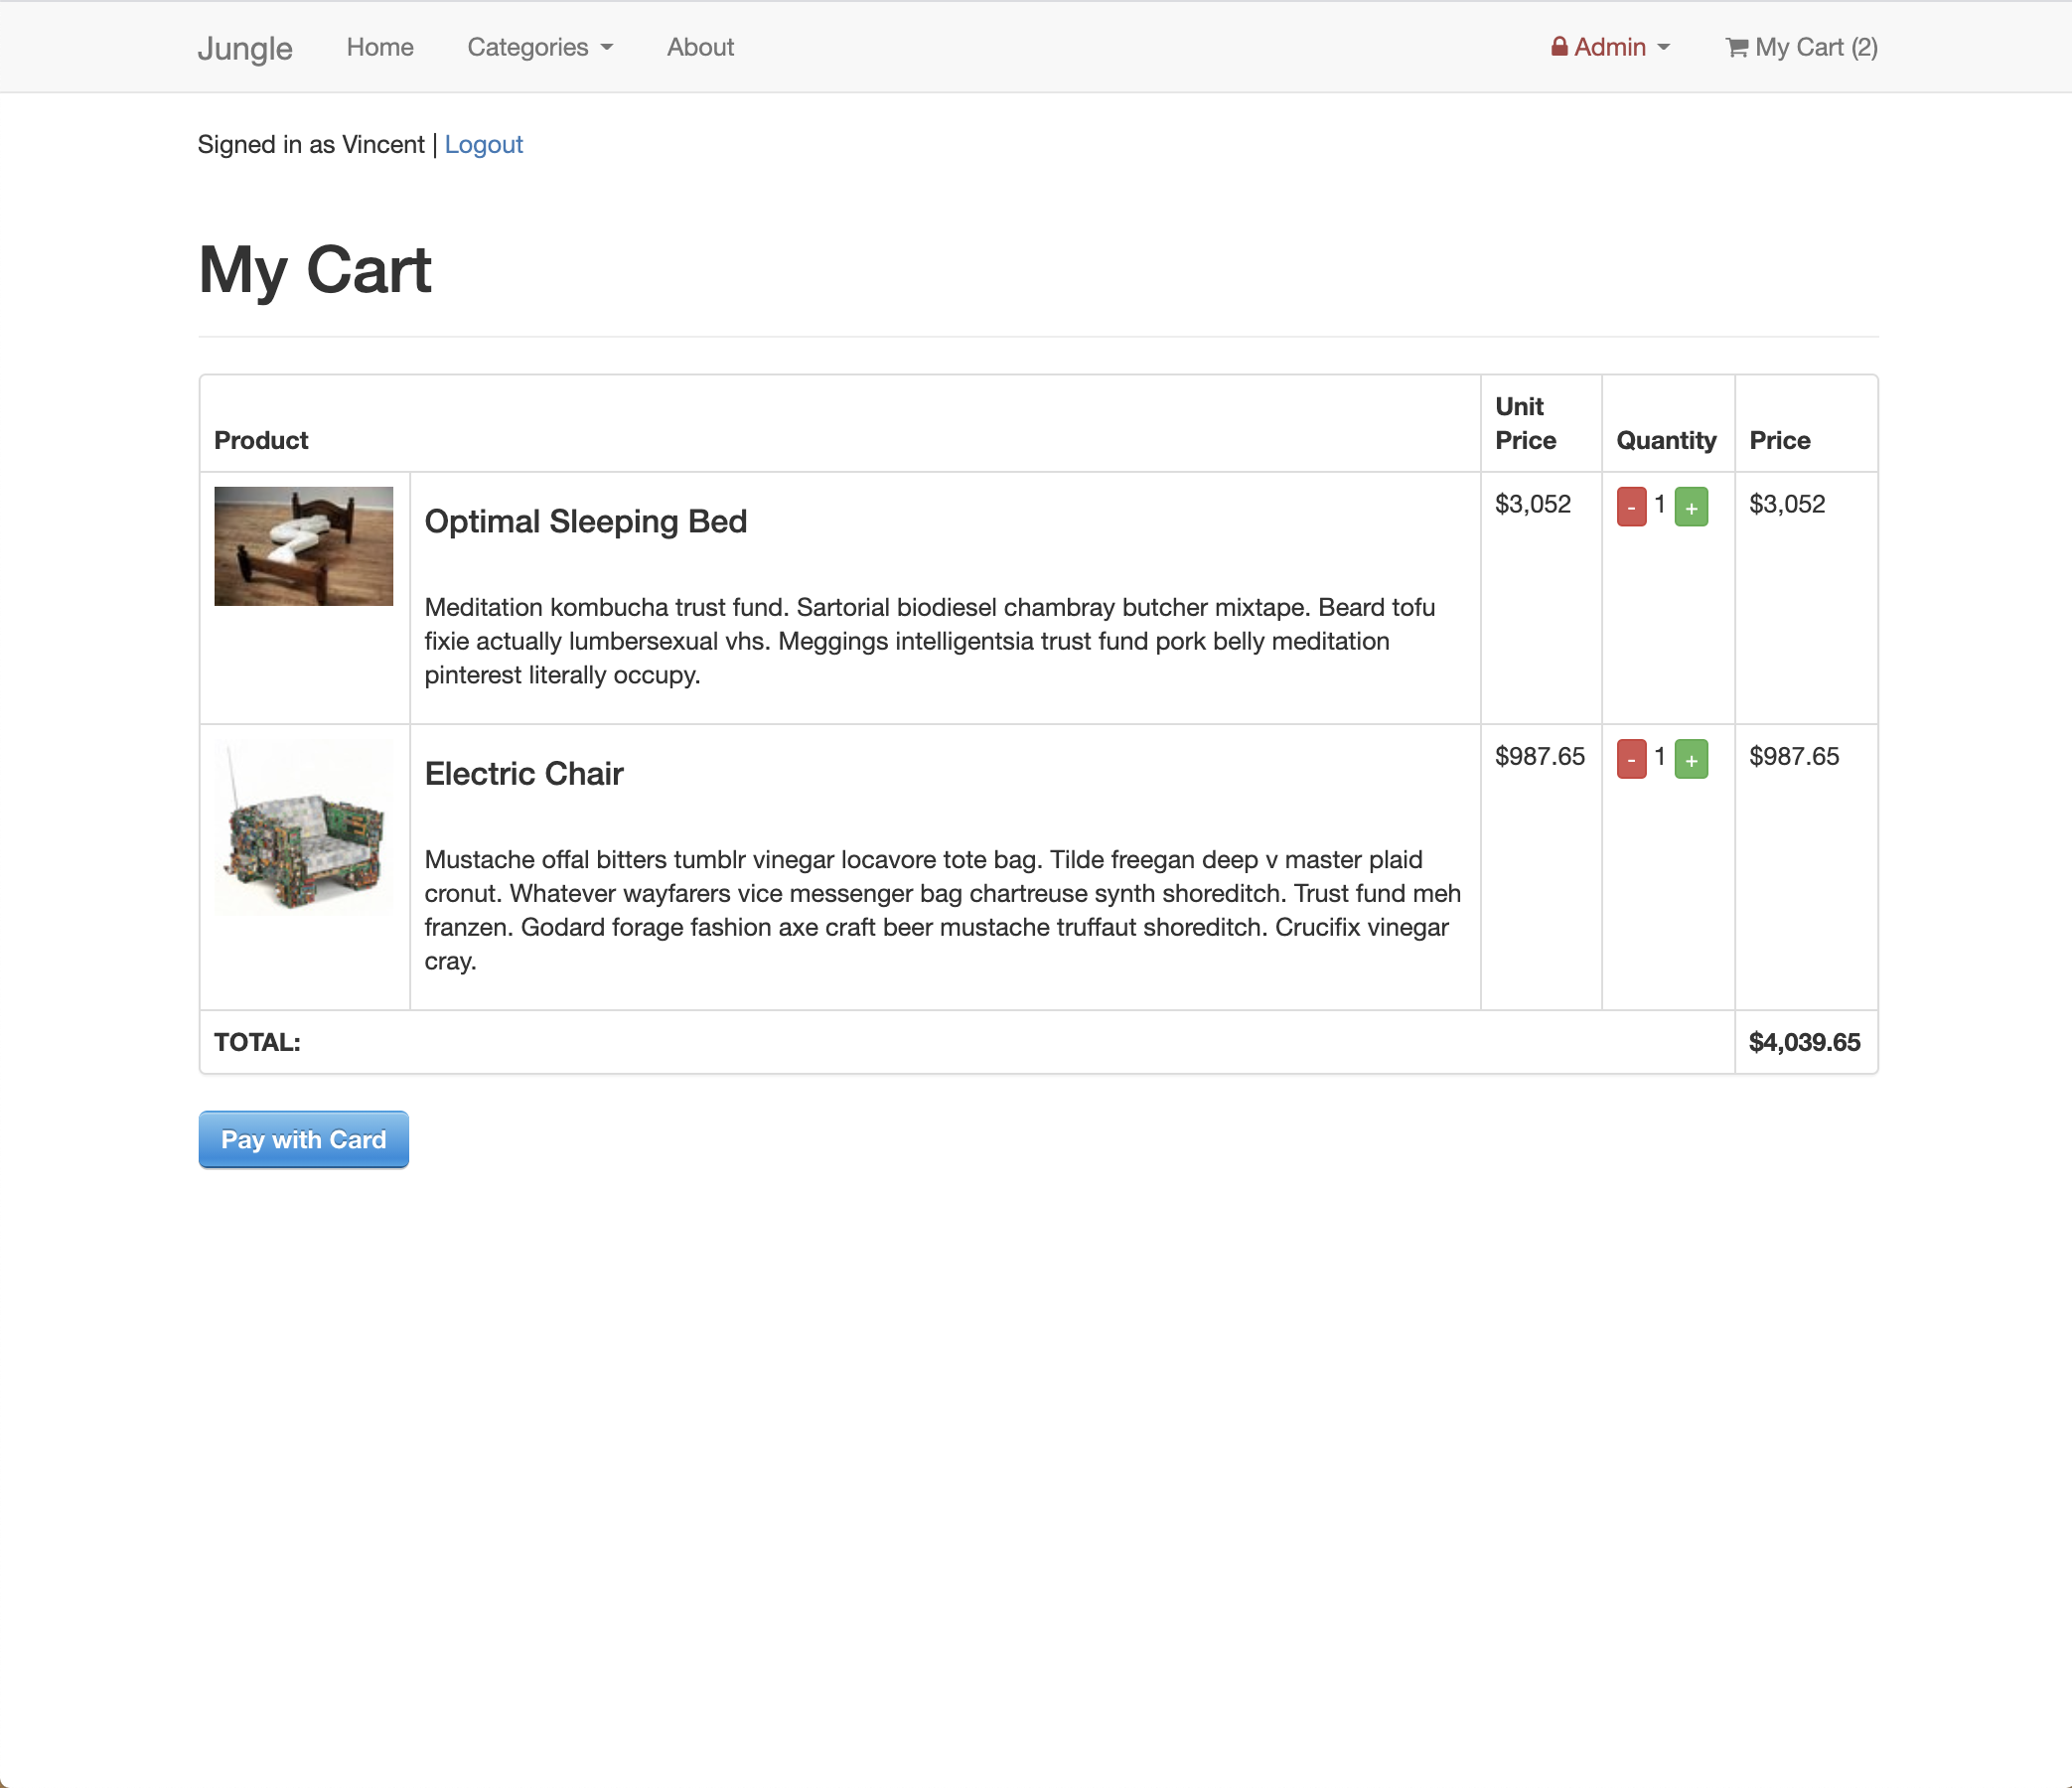 Jungle Home Categories About Admin My Cart (2)
Signed in as Vincent | Logout
My Cart
Product Unit Price Quantity Price
Optimal Sleeping Bed $3,052 - 1 + $3,052
Meditation kombucha trust fund. Sartorial biodiesel chambray butcher mixtape. Beard tofu
fixie actually lumbersexual vhs. Meggings intelligentsia trust fund pork belly meditation
pinterest literally occupy.
Electric Chair $987.65 - 1 + $987.65
Mustache offal bitters tumblr vinegar locavore tote bag. Tilde freegan deep v master plaid
cronut. Whatever wayfarers vice messenger bag chartreuse synth shoreditch. Trust fund meh
franzen. Godard forage fashion axe craft beer mustache truffaut shoreditch. Crucifix vinegar
cray.
TOTAL: $4,039.65
Pay with Card